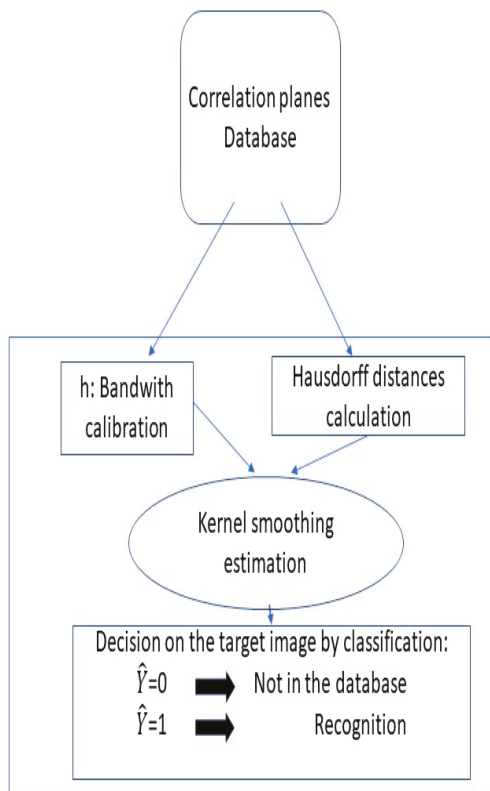 Correlation planes
Database
h: Bandwith
calibration
Hausdorff distances
calculation
Kernel smoothing
estimation
Decision on the target image by classification:
Ŷ=0 Not in the database
Ŷ=1 Recognition